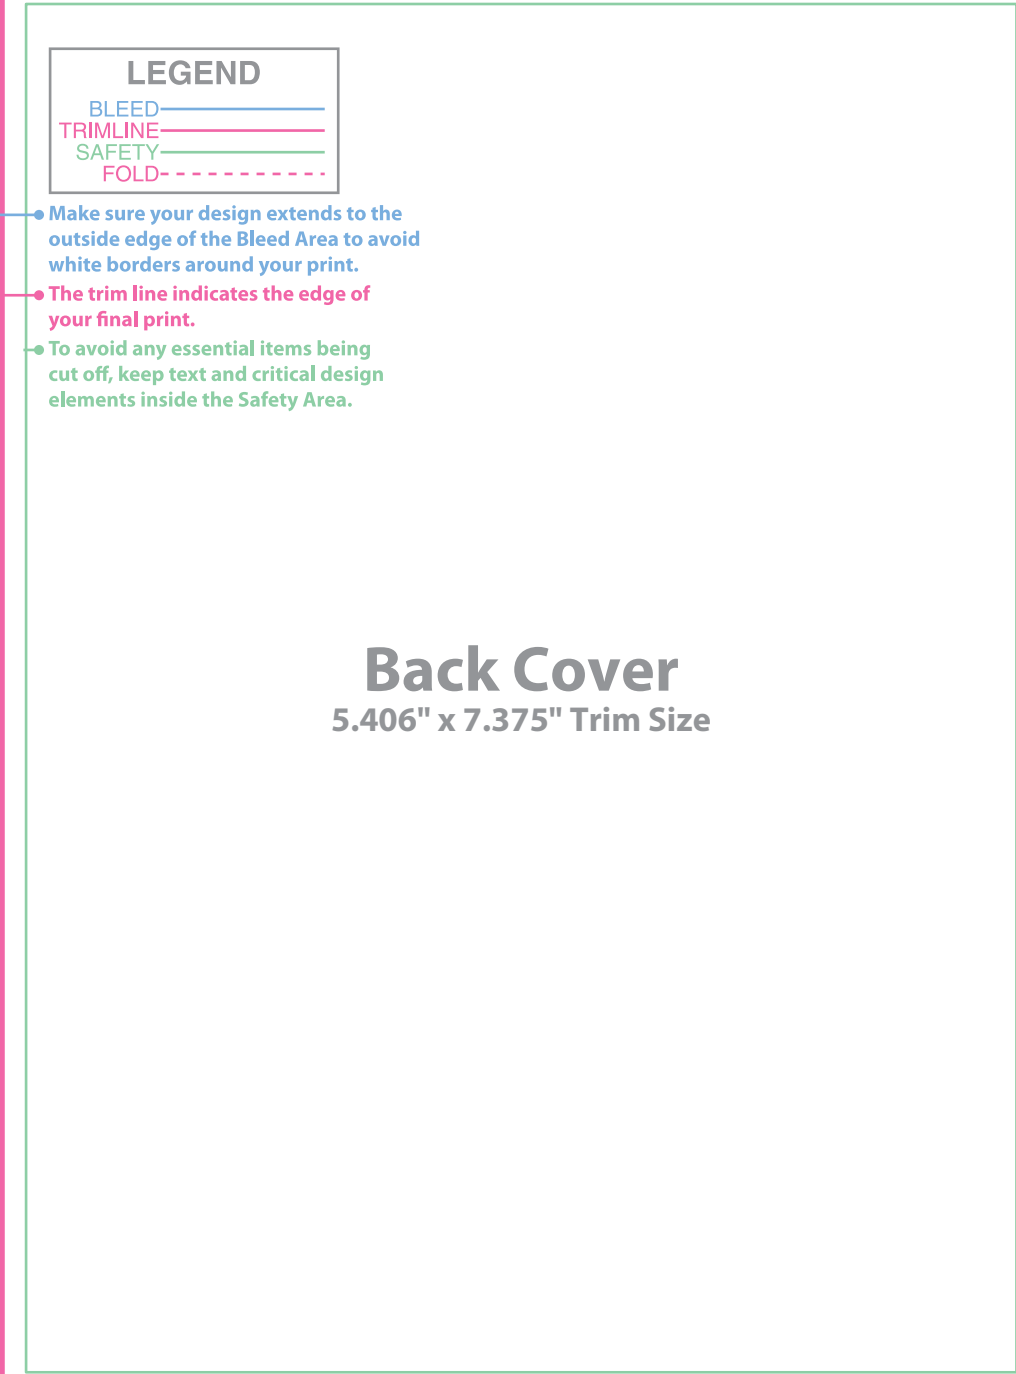 LEGEND
BLEED
TRIMLINE
SAFETY
FOLD
Make sure your design extends to the
outside edge of the Bleed Area to avoid
white borders around your print.
The trim line indicates the edge of
your final print.
To avoid any essential items being
cut off, keep text and critical design
elements inside the Safety Area.
Back Cover
5.406" x 7.375" Trim Size